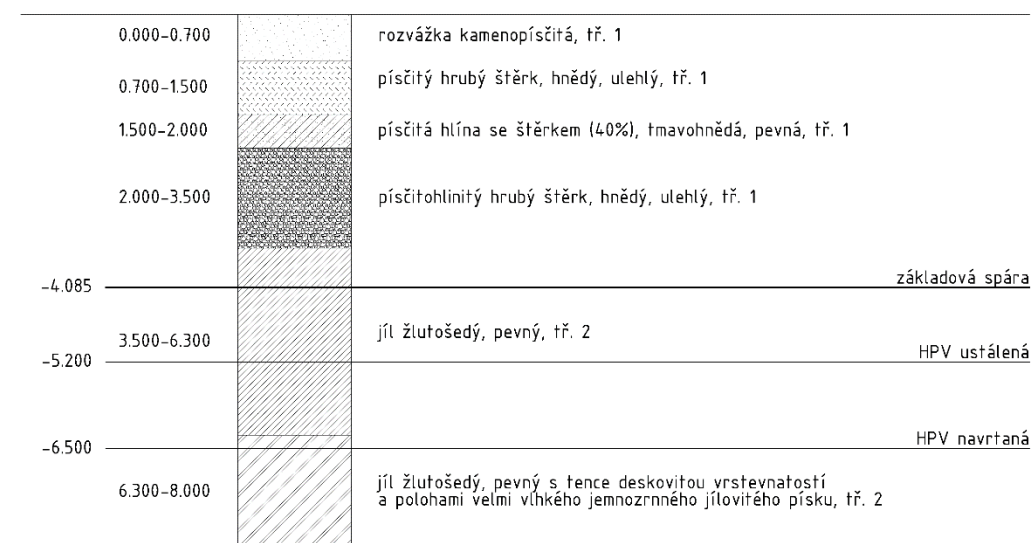 0.000-0.700 rozvážka kamenopísčitá, tř. 1
0.700-1.500 písčitý hrubý štěrk, hnědý, ulehlý, tř. 1
1.500-2.000 písčitá hlína se štěrkem (40%), tmavohnědá, pevná, tř. 1
2.000-3.500 písčitohlinitý hrubý štěrk, hnědý, ulehlý, tř. 1
-4.085 základová spára
3.500-6.300 jíl žlutošedý, pevný, tř. 2
-5.200 HPV ustálená
-6.500 HPV navrtaná
6.300-8.000 jíl žlutošedý, pevný s tence deskovitou vrstevnatostí
a polohami velmi vlhkého jemnozrnného jílovitého písku, tř. 2